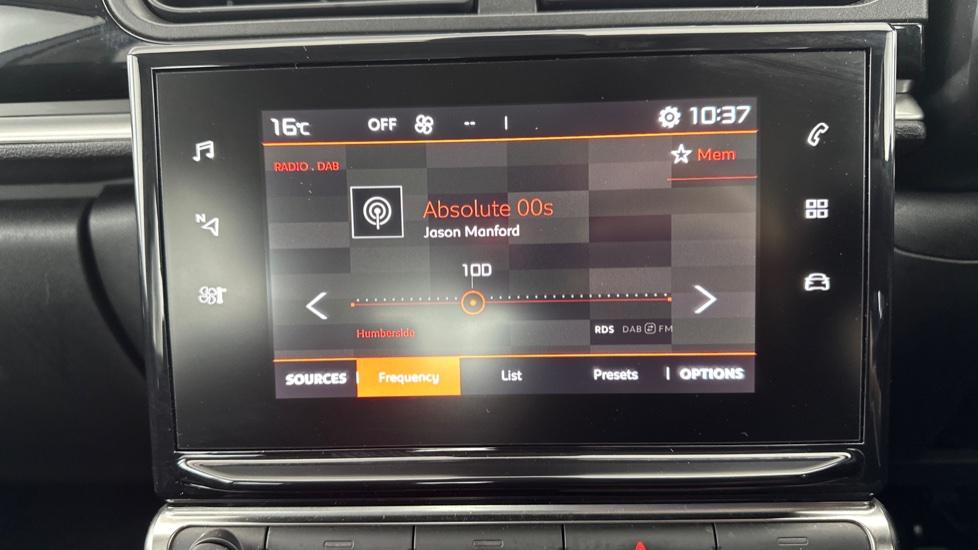 16°C OFF -- 10:37
RADIO . DAB
Mem
Absolute 00s
Jason Manford
10D
N
Humberside
RDS DAB FM
SOURCES Frequency List Presets OPTIONS